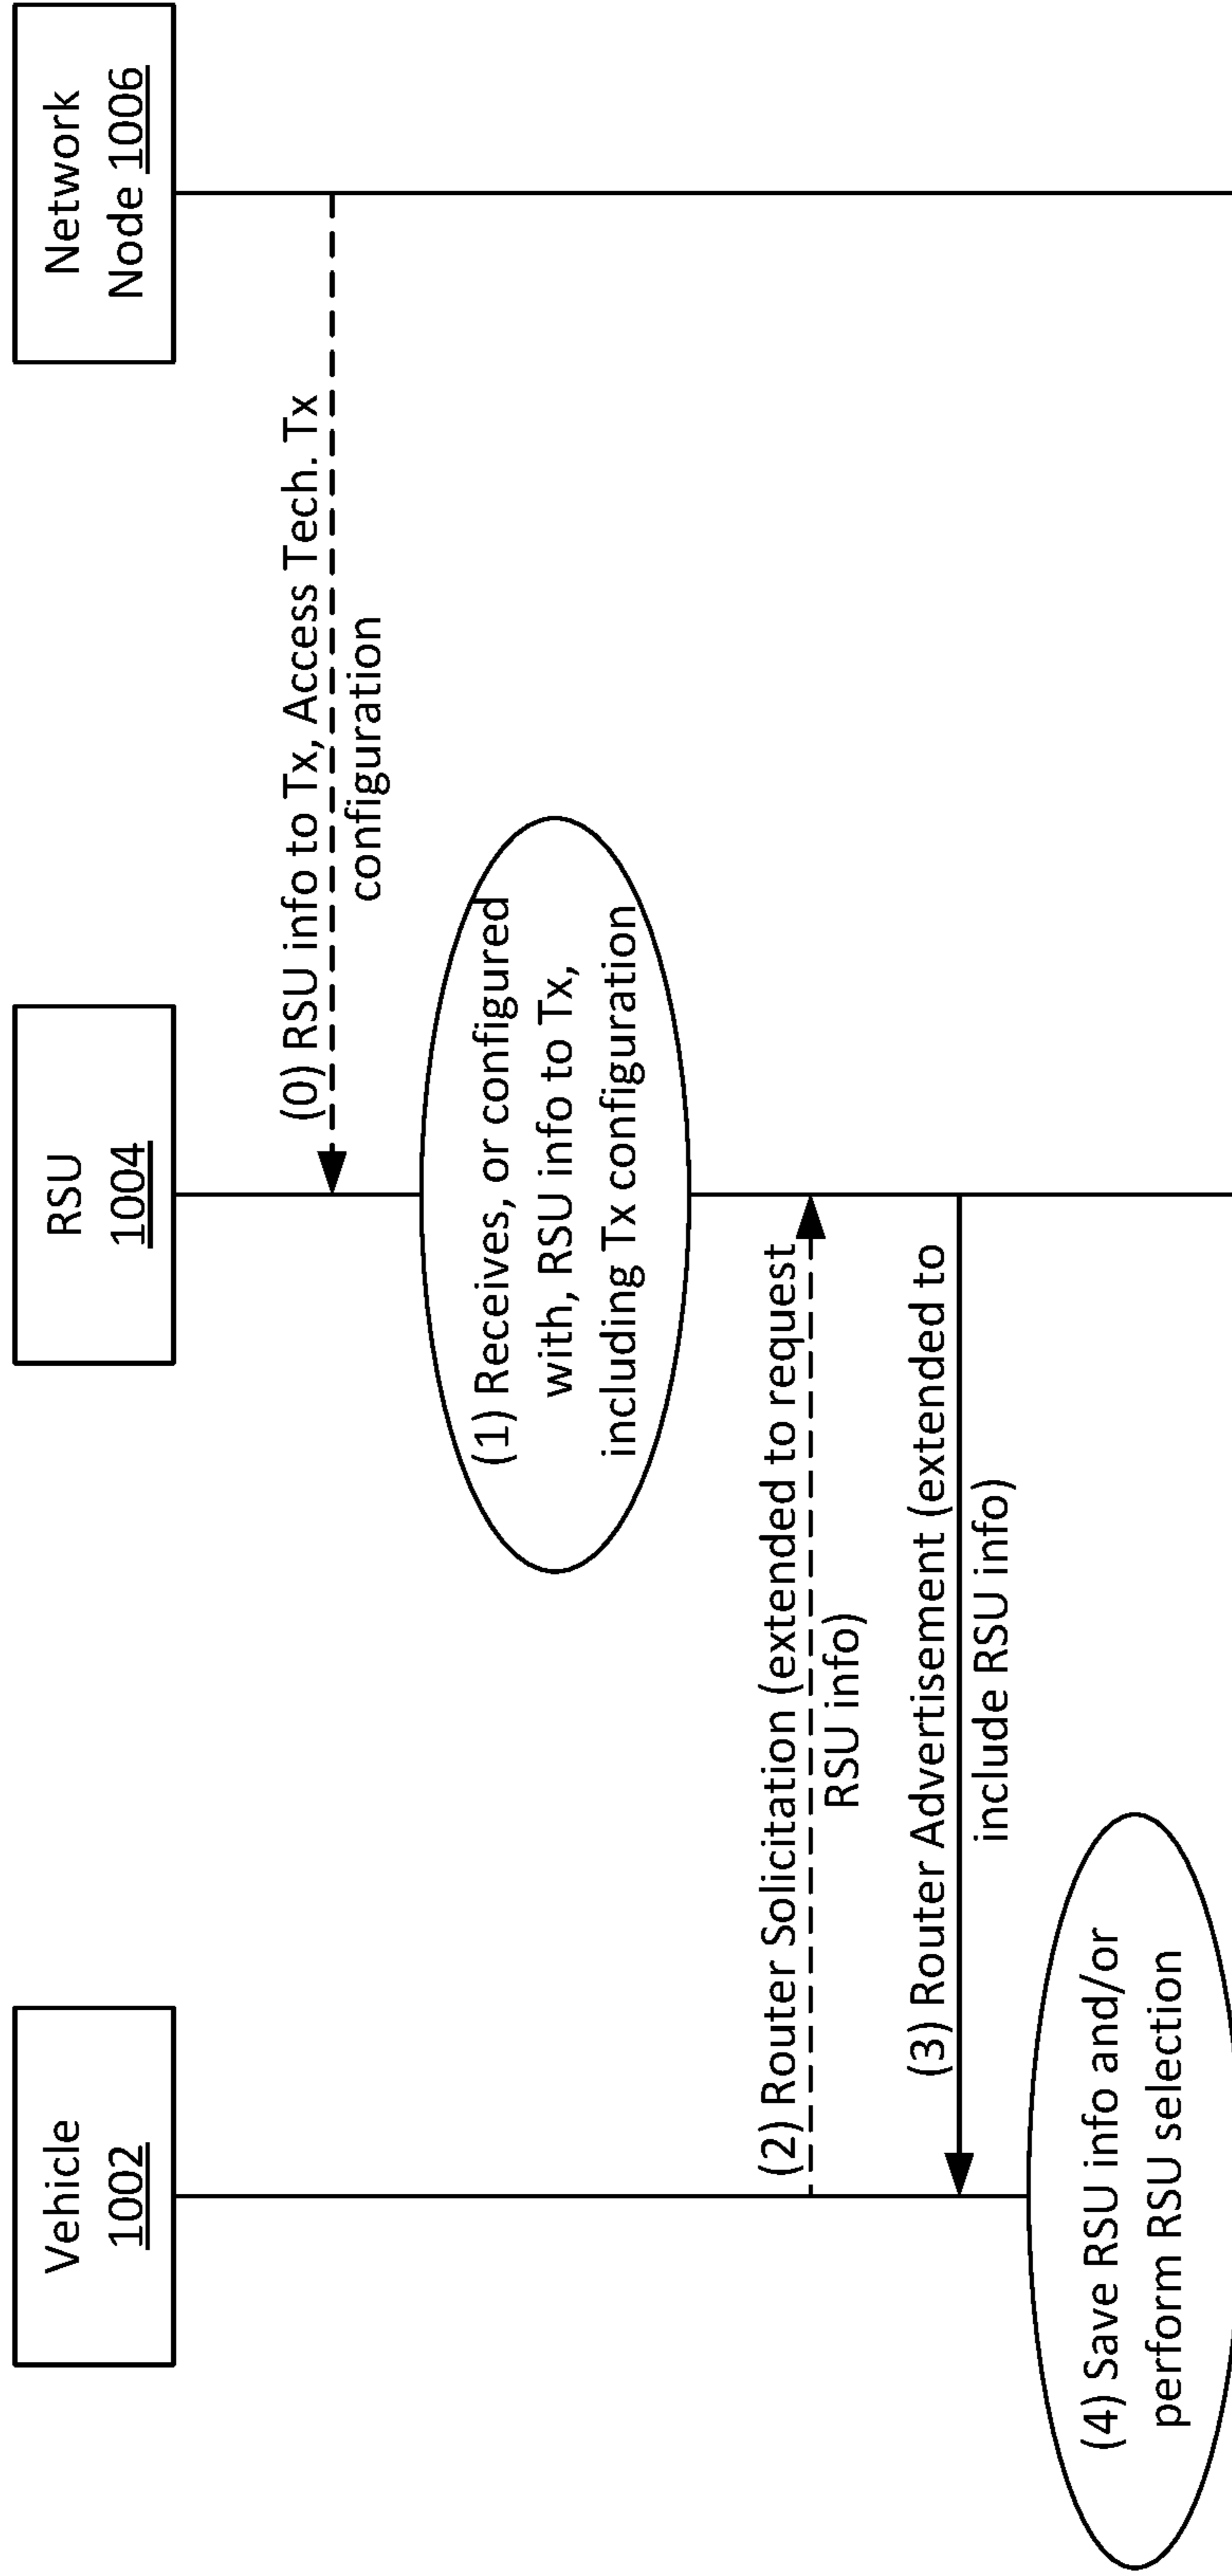 Vehicle
1002
RSU
1004
Network
Node 1006
(0) RSU info to Tx, Access Tech. Tx
configuration
(1) Receives, or configured
with, RSU info to Tx,
including Tx configuration
(2) Router Solicitation (extended to request
RSU info)
(3) Router Advertisement (extended to
include RSU info)
(4) Save RSU info and/or
perform RSU selection